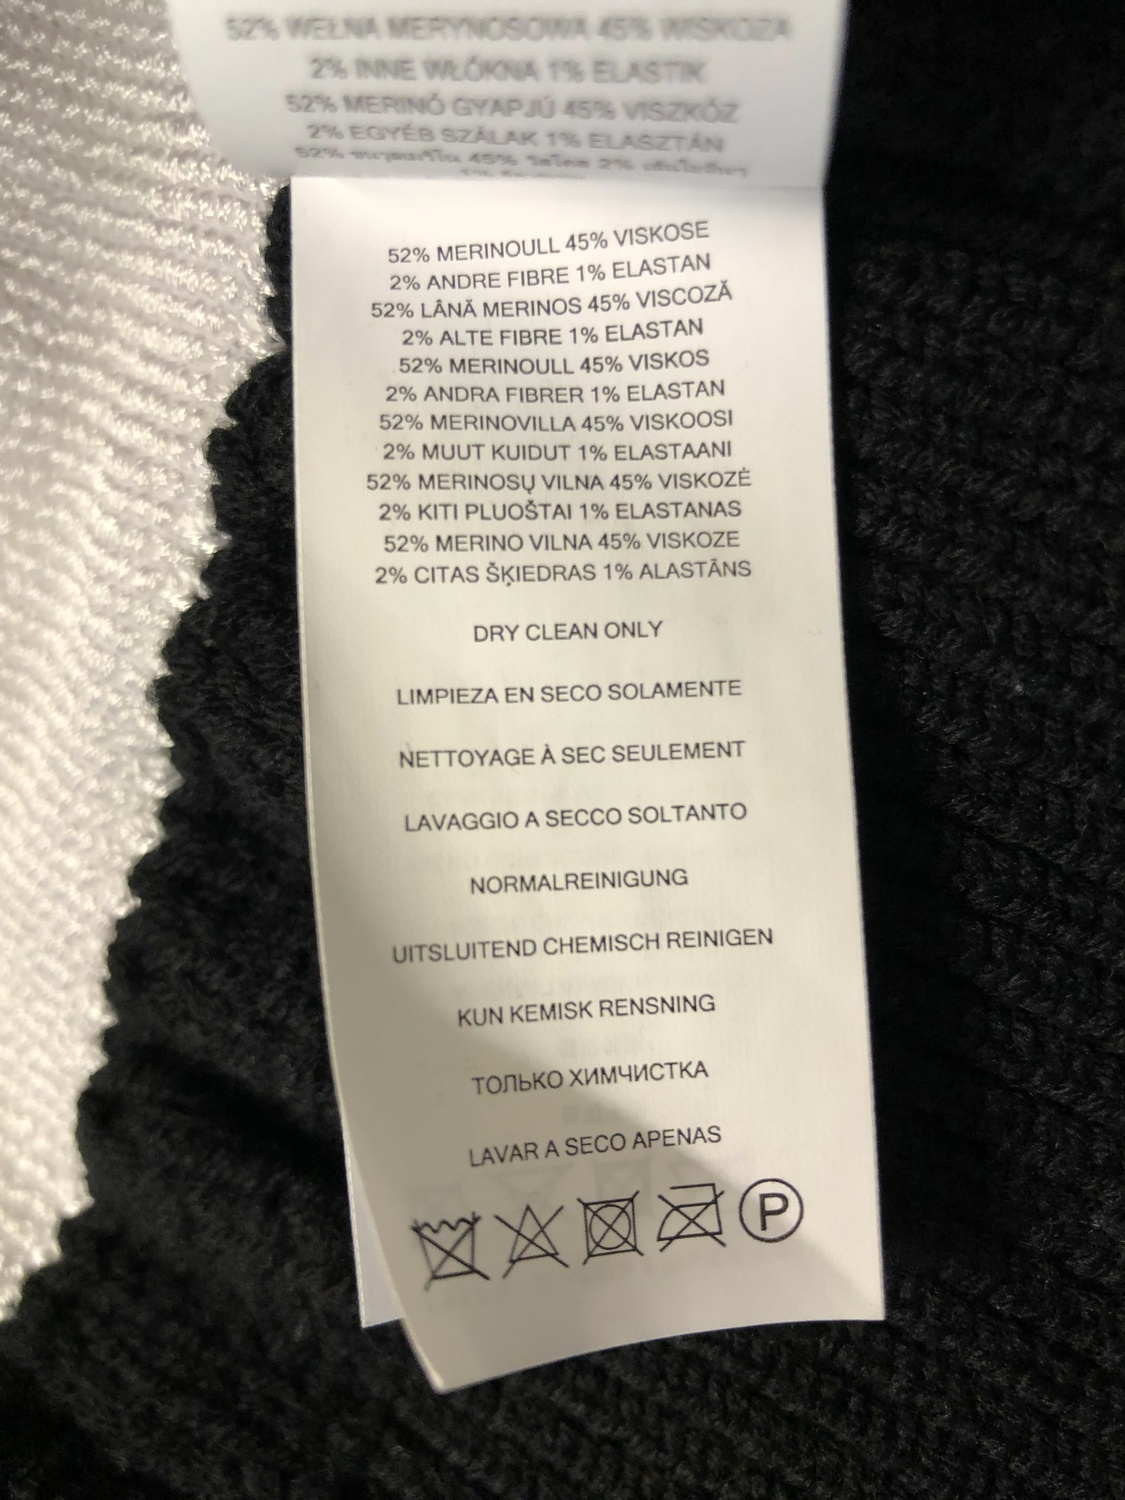 52% WEŁNA MERYNOSOWA 45% WISKOZA
2% INNE WŁÓKNA 1% ELASTIK
52% MERINÓ GYAPJÚ 45% VISZKÓZ
2% EGYÉB SZÁLAK 1% ELASZTÁN
52% 45% 2%
52% MERINOULL 45% VISKOSE
2% ANDRE FIBRE 1% ELASTAN
52% LÂNĂ MERINOS 45% VISCOZĂ
2% ALTE FIBRE 1% ELASTAN
52% MERINOULL 45% VISKOS
2% ANDRA FIBRER 1% ELASTAN
52% MERINOVILLA 45% VISKOOSI
2% MUUT KUIDUT 1% ELASTAANI
52% MERINOSŲ VILNA 45% VISKOZĖ
2% KITI PLUOŠTAI 1% ELASTANAS
52% MERINO VILNA 45% VISKOZE
2% CITAS ŠĶIEDRAS 1% ALASTĀNS
DRY CLEAN ONLY
LIMPIEZA EN SECO SOLAMENTE
NETTOYAGE À SEC SEULEMENT
LAVAGGIO A SECCO SOLTANTO
NORMALREINIGUNG
UITSLUITEND CHEMISCH REINIGEN
KUN KEMISK RENSNING
ТОЛЬКО ХИМЧИСТКА
LAVAR A SECO APENAS
P